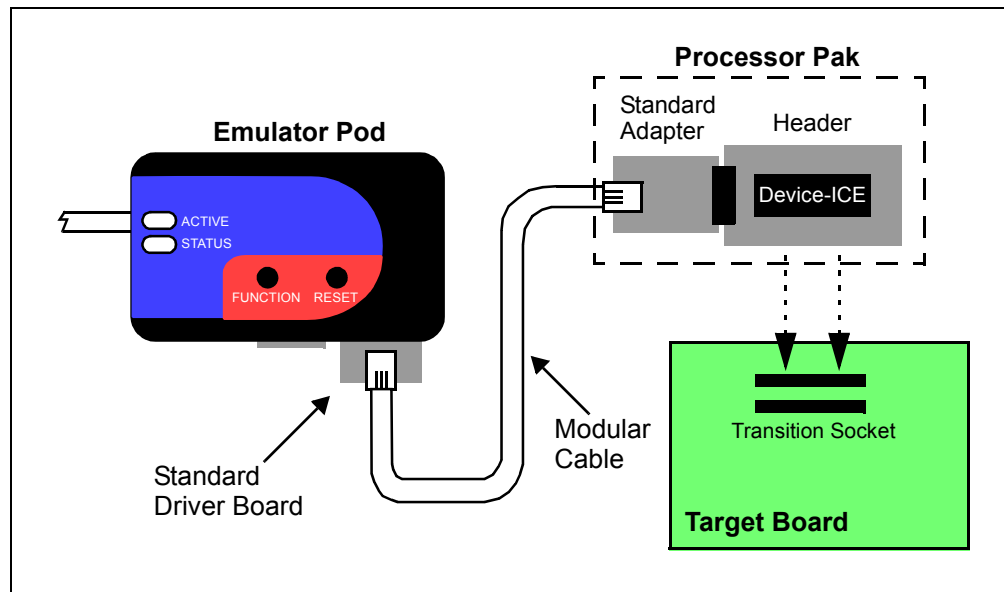 Processor Pak
Standard
Adapter
Header
Emulator Pod
Device-ICE
ACTIVE
STATUS
FUNCTION RESET
Transition Socket
Modular
Cable
Standard
Driver Board
Target Board